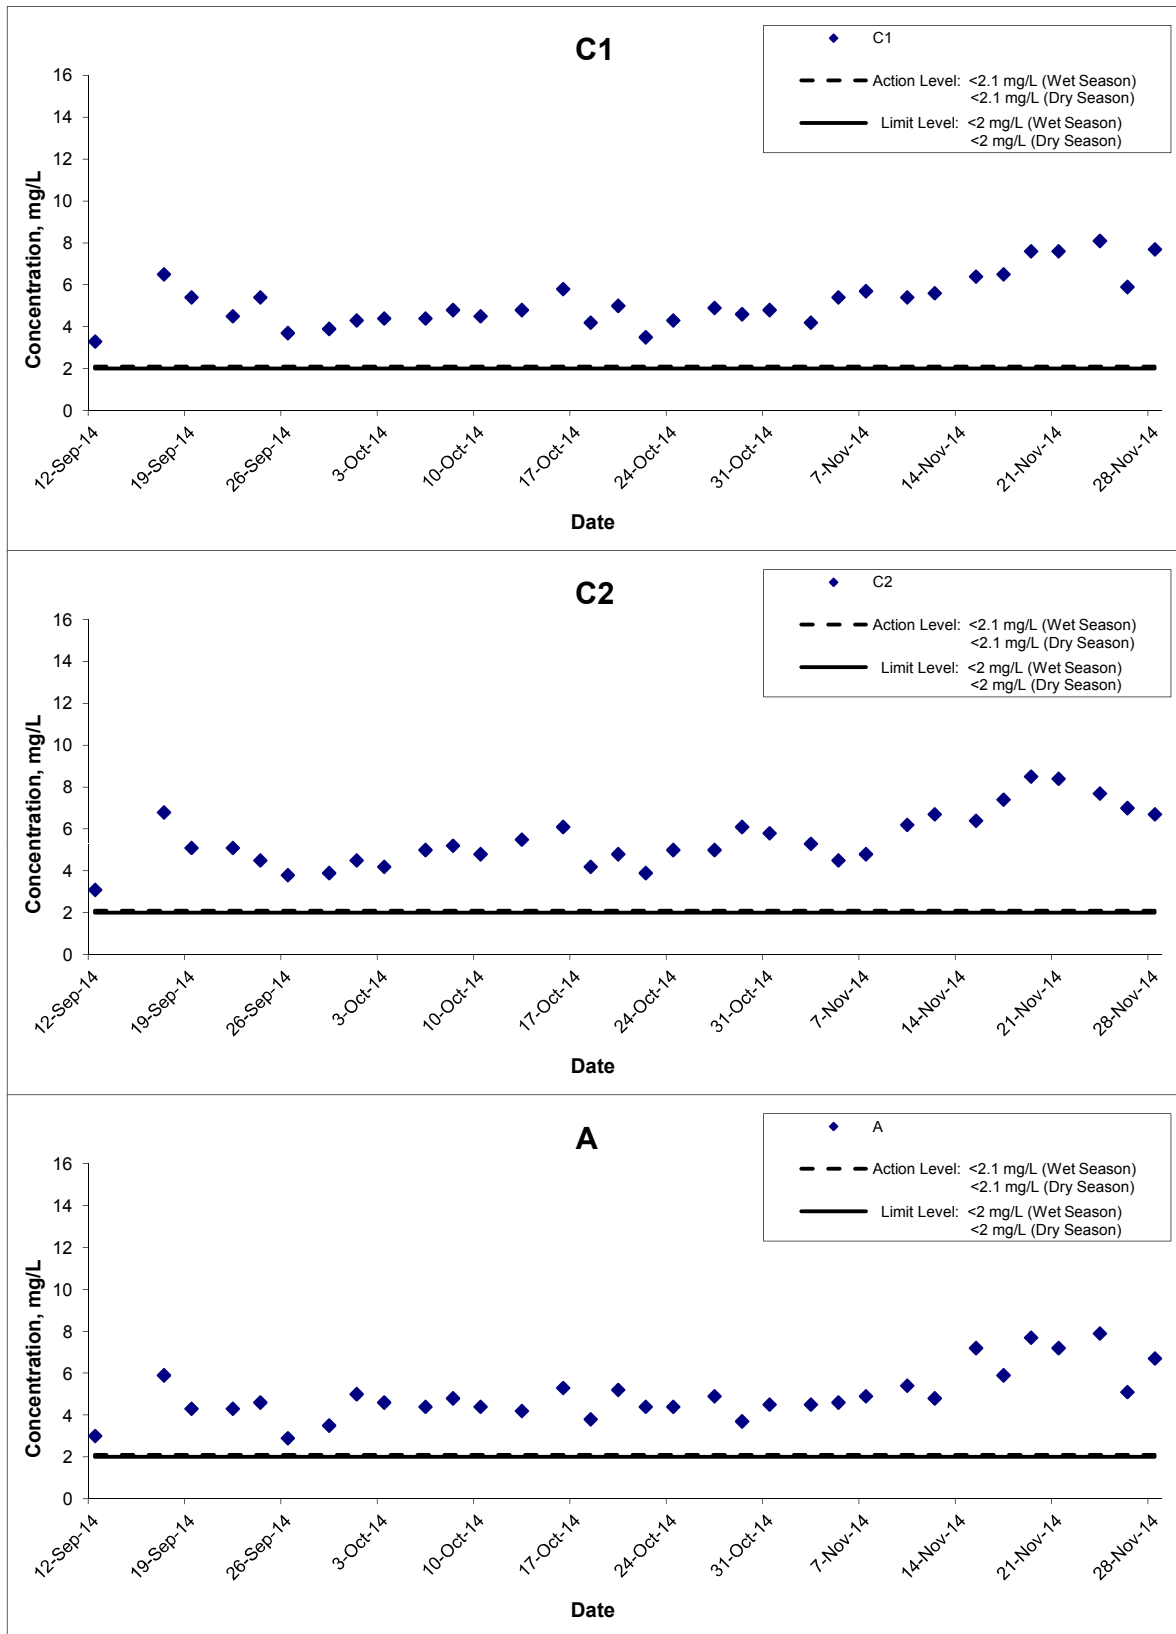 C1
C1
Action Level: <2.1 mg/L (Wet Season)
<2.1 mg/L (Dry Season)
Limit Level: <2 mg/L (Wet Season)
<2 mg/L (Dry Season)
Concentration, mg/L
16
14
12
10
8
6
4
2
0
12-Sep-14
19-Sep-14
26-Sep-14
3-Oct-14
10-Oct-14
17-Oct-14
24-Oct-14
31-Oct-14
7-Nov-14
14-Nov-14
21-Nov-14
28-Nov-14
Date
C2
C2
Action Level: <2.1 mg/L (Wet Season)
<2.1 mg/L (Dry Season)
Limit Level: <2 mg/L (Wet Season)
<2 mg/L (Dry Season)
Concentration, mg/L
16
14
12
10
8
6
4
2
0
12-Sep-14
19-Sep-14
26-Sep-14
3-Oct-14
10-Oct-14
17-Oct-14
24-Oct-14
31-Oct-14
7-Nov-14
14-Nov-14
21-Nov-14
28-Nov-14
Date
A
A
Action Level: <2.1 mg/L (Wet Season)
<2.1 mg/L (Dry Season)
Limit Level: <2 mg/L (Wet Season)
<2 mg/L (Dry Season)
Concentration, mg/L
16
14
12
10
8
6
4
2
0
12-Sep-14
19-Sep-14
26-Sep-14
3-Oct-14
10-Oct-14
17-Oct-14
24-Oct-14
31-Oct-14
7-Nov-14
14-Nov-14
21-Nov-14
28-Nov-14
Date